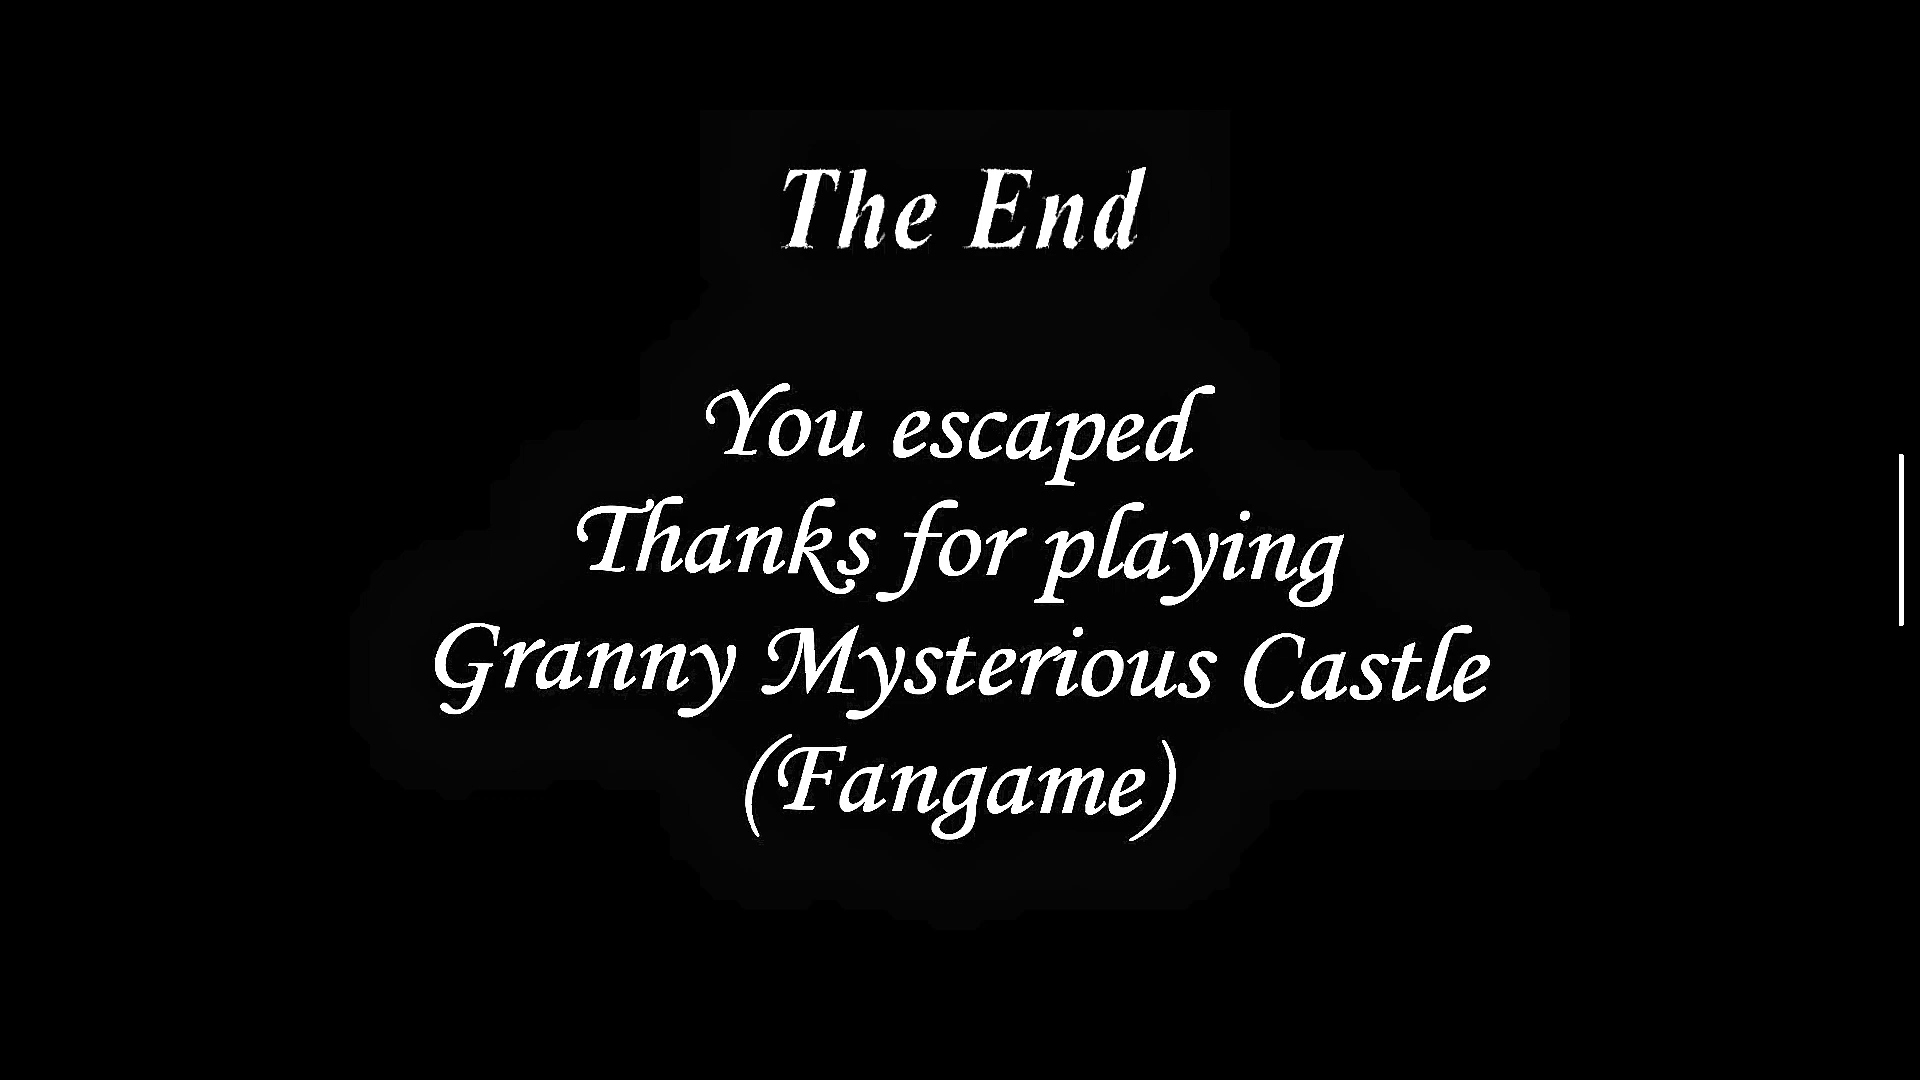 The End
You escaped
Thanks for playing
Granny Mysterious Castle
(Fangame)